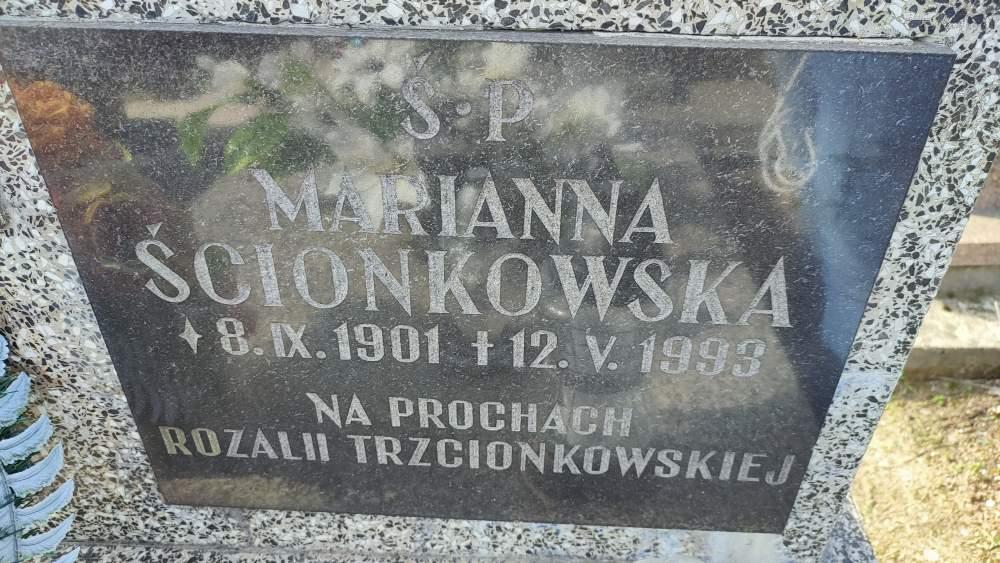 Ś·P
MARIANNA
ŚCIONKOWSKA
✦ 8.IX.1901 † 12.V.1993
NA PROCHACH
ROZALII TRZCIONKOWSKIEJ